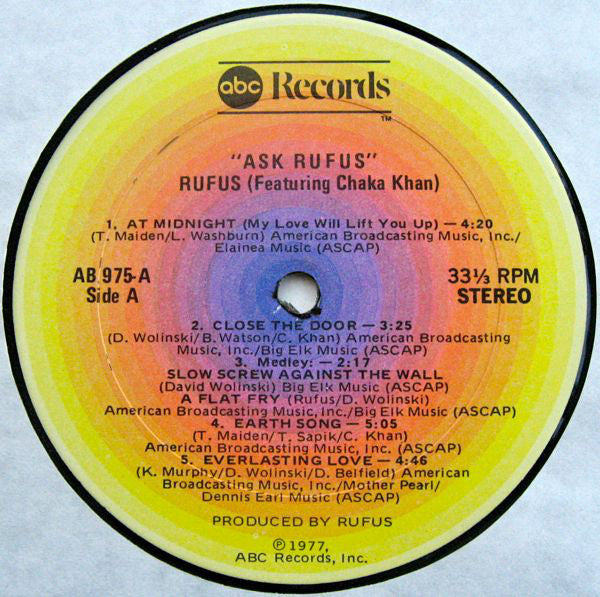 abc Records
TM
"ASK RUFUS"
RUFUS (Featuring Chaka Khan)
1. AT MIDNIGHT (My Love Will Lift You Up) — 4:20
(T. Maiden/L. Washburn) American Broadcasting Music, Inc./
Elainea Music (ASCAP)
AB 975-A
Side A
33⅓ RPM
STEREO
2. CLOSE THE DOOR — 3:25
(D. Wolinski/B. Watson/C. Khan) American Broadcasting
Music, Inc./Big Elk Music (ASCAP)
3. Medley: — 2:17
SLOW SCREW AGAINST THE WALL
(David Wolinski) Big Elk Music (ASCAP)
A FLAT FRY (Rufus/D. Wolinski)
American Broadcasting Music, Inc./Big Elk Music (ASCAP)
4. EARTH SONG — 5:05
(T. Maiden/T. Sapik/C. Khan)
American Broadcasting Music, Inc. (ASCAP)
5. EVERLASTING LOVE — 4:46
(K. Murphy/D. Wolinski/D. Belfield) American
Broadcasting Music, Inc./Mother Pearl/
Dennis Earl Music (ASCAP)
PRODUCED BY RUFUS
℗ 1977,
ABC Records, Inc.